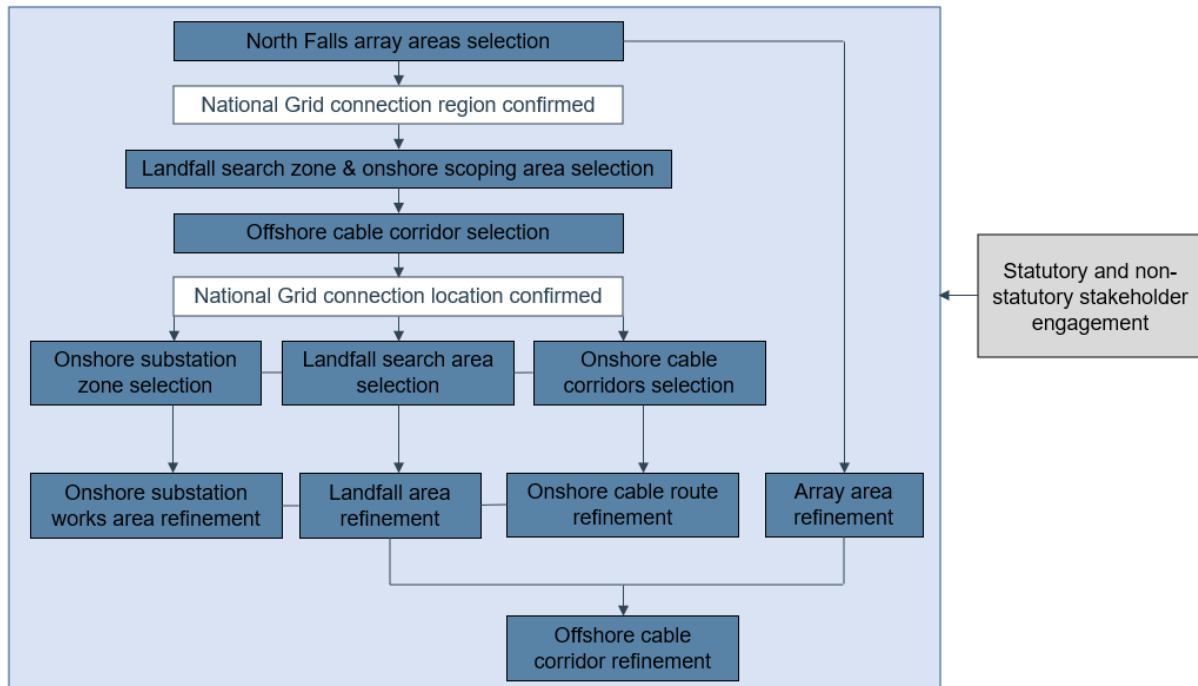 North Falls array areas selection
National Grid connection region confirmed
Landfall search zone & onshore scoping area selection
Offshore cable corridor selection
National Grid connection location confirmed
Statutory and non-
statutory stakeholder
engagement
Onshore substation
zone selection
Landfall search area
selection
Onshore cable
corridors selection
Onshore substation
works area refinement
Landfall area
refinement
Onshore cable route
refinement
Array area
refinement
Offshore cable
corridor refinement